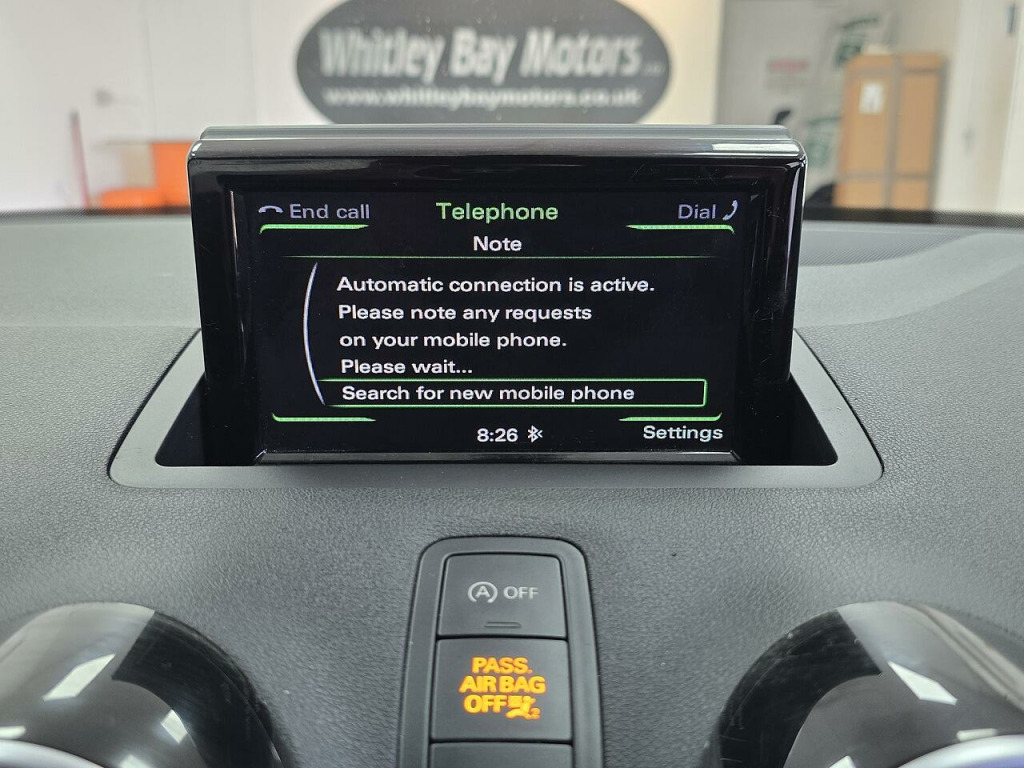 Whitley Bay Motors
www.whitleybaymotors.co.uk
End call
Telephone
Dial
Note
Automatic connection is active.
Please note any requests
on your mobile phone.
Please wait...
Search for new mobile phone
8:26
Settings
A OFF
PASS.
AIR BAG
OFF 2